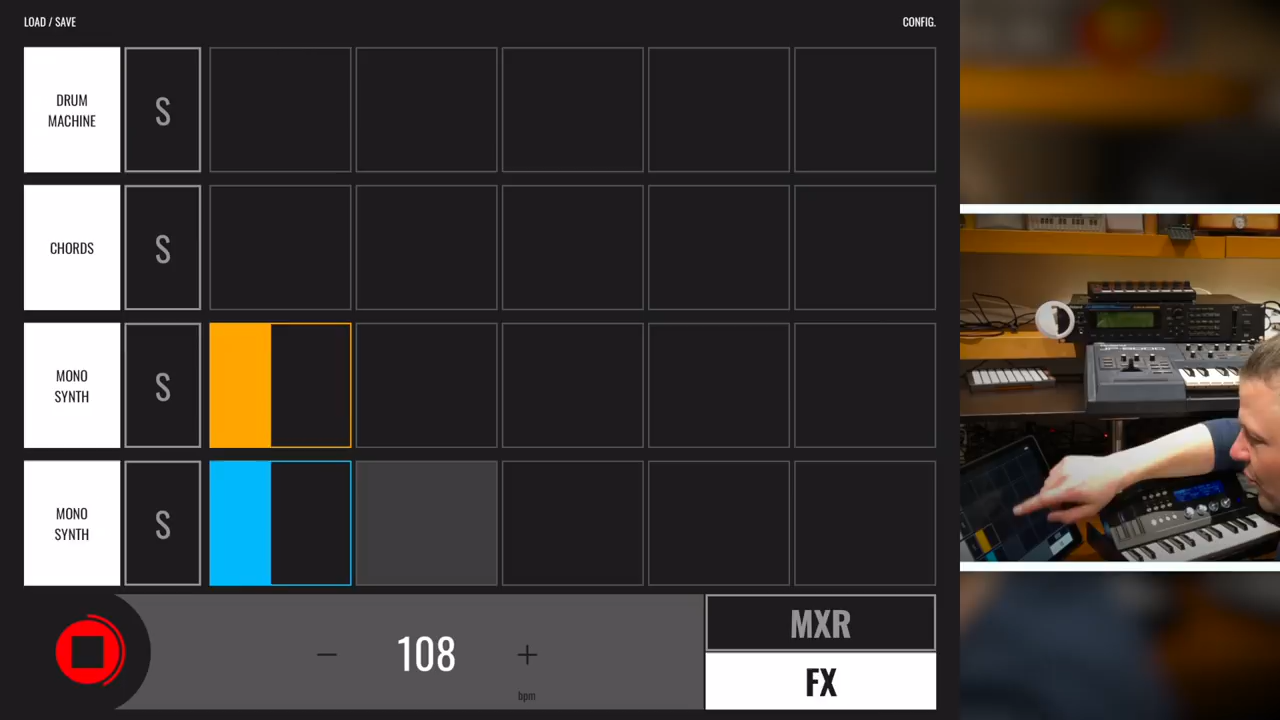 LOAD / SAVE
CONFIG.
DRUM
MACHINE
S
CHORDS
S
MONO
SYNTH
S
MONO
SYNTH
S
108
bpm
MXR
FX